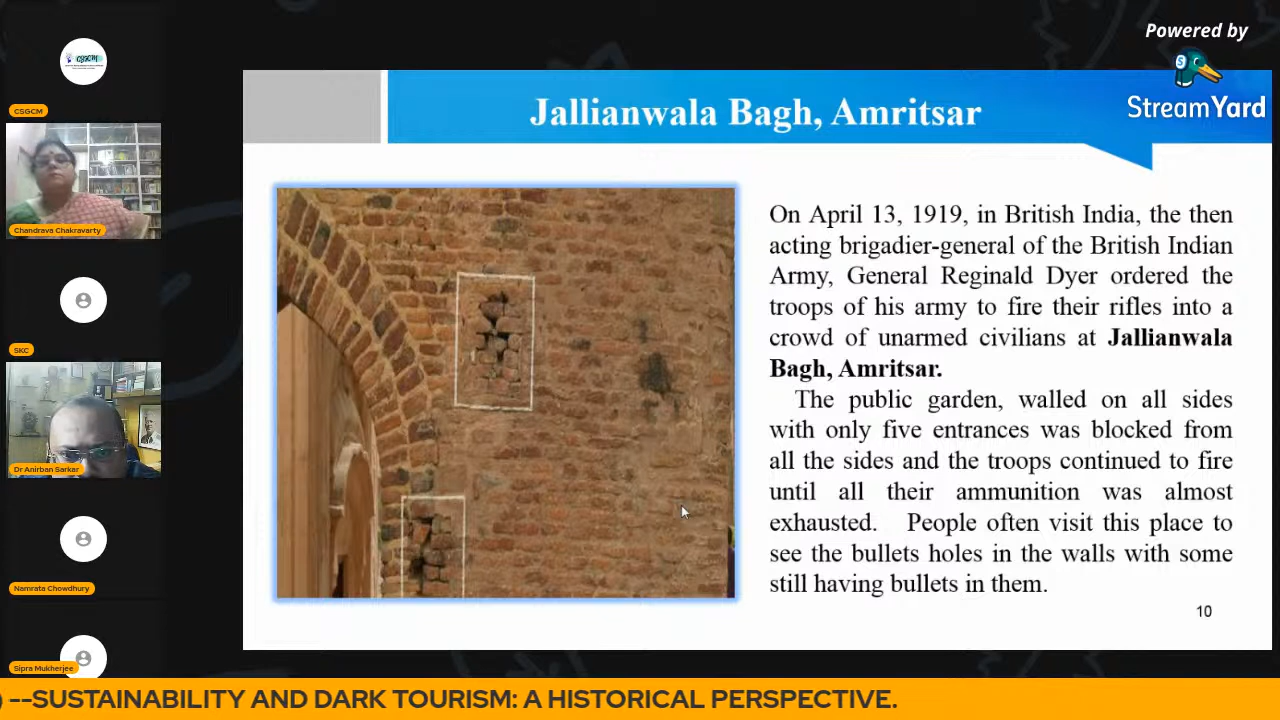 Powered by
StreamYard
CSGCM
Chandrava Chakravarty
SKC
Dr Anirban Sarkar
Namrata Chowdhury
Sipra Mukherjee
Jallianwala Bagh, Amritsar
On April 13, 1919, in British India, the then
acting brigadier-general of the British Indian
Army, General Reginald Dyer ordered the
troops of his army to fire their rifles into a
crowd of unarmed civilians at Jallianwala
Bagh, Amritsar.
The public garden, walled on all sides
with only five entrances was blocked from
all the sides and the troops continued to fire
until all their ammunition was almost
exhausted. People often visit this place to
see the bullets holes in the walls with some
still having bullets in them.
10
) --SUSTAINABILITY AND DARK TOURISM: A HISTORICAL PERSPECTIVE.